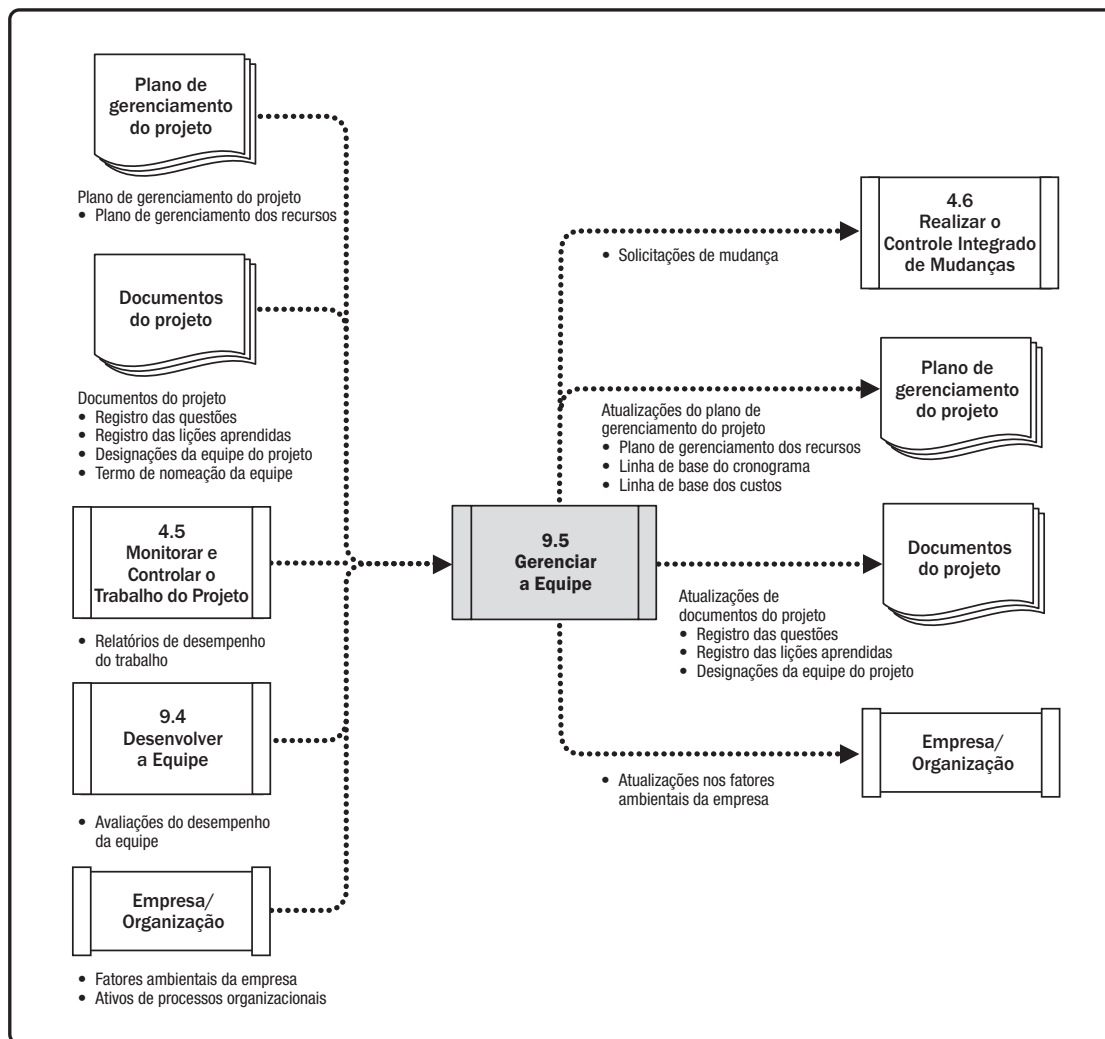 Plano de
gerenciamento
do projeto
Plano de gerenciamento do projeto
• Plano de gerenciamento dos recursos
Documentos
do projeto
Documentos do projeto
• Registro das questões
• Registro das lições aprendidas
• Designações da equipe do projeto
• Termo de nomeação da equipe
4.5
Monitorar e
Controlar o
Trabalho do Projeto
• Relatórios de desempenho
do trabalho
9.4
Desenvolver
a Equipe
• Avaliações do desempenho
da equipe
Empresa/
Organização
• Fatores ambientais da empresa
• Ativos de processos organizacionais
9.5
Gerenciar
a Equipe
• Solicitações de mudança
4.6
Realizar o
Controle Integrado
de Mudanças
Atualizações do plano de
gerenciamento do projeto
• Plano de gerenciamento dos recursos
• Linha de base do cronograma
• Linha de base dos custos
Plano de
gerenciamento
do projeto
Atualizações de
documentos do projeto
• Registro das questões
• Registro das lições aprendidas
• Designações da equipe do projeto
Documentos
do projeto
• Atualizações nos fatores
ambientais da empresa
Empresa/
Organização